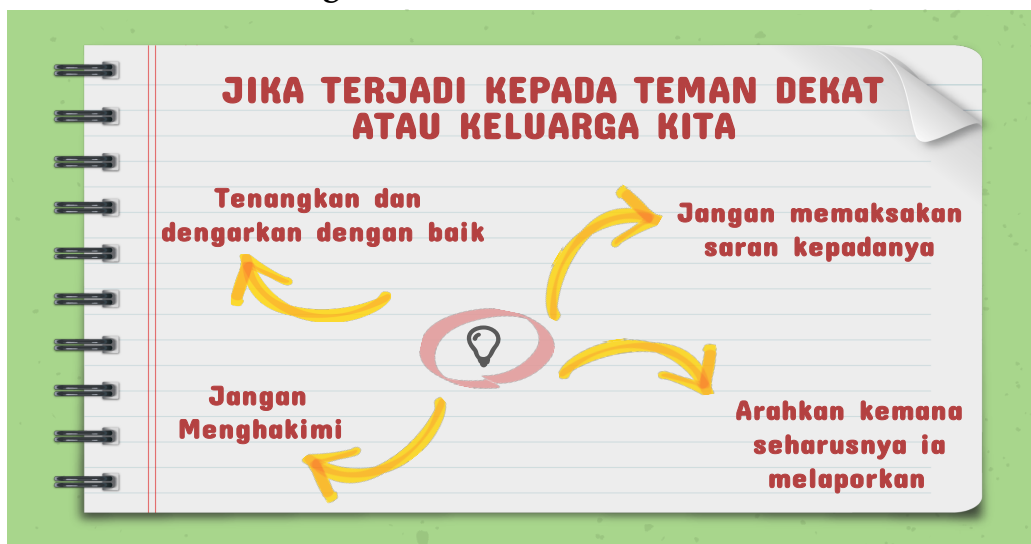 JIKA TERJADI KEPADA TEMAN DEKAT
ATAU KELUARGA KITA
Tenangkan dan
dengarkan dengan baik
Jangan memaksakan
saran kepadanya
Jangan
Menghakimi
Arahkan kemana
seharusnya ia
melaporkan